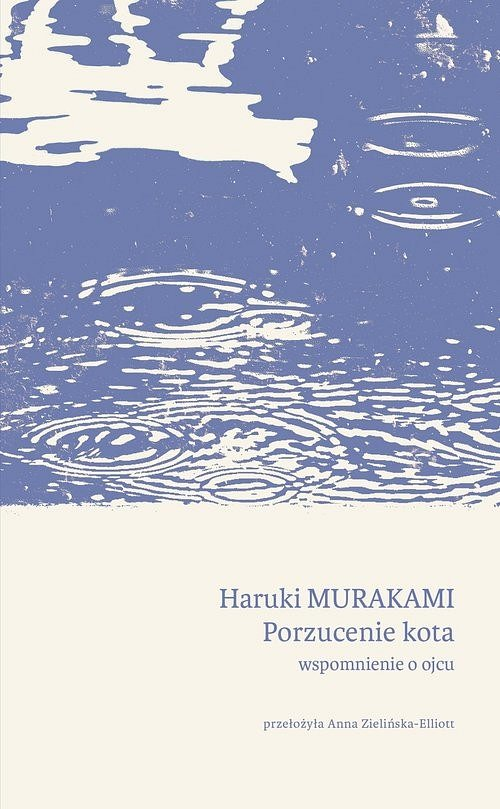 Haruki MURAKAMI
Porzucenie kota
wspomnienie o ojcu
przełożyła Anna Zielińska-Elliott